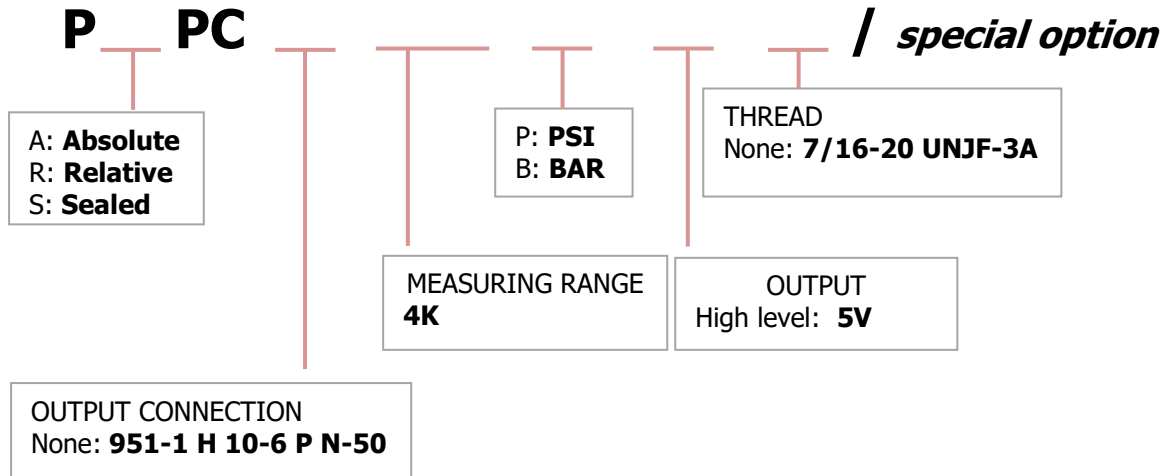 P PC / special option
A: Absolute
R: Relative
S: Sealed
P: PSI
B: BAR
THREAD
None: 7/16-20 UNJF-3A
MEASURING RANGE
4K
OUTPUT
High level: 5V
OUTPUT CONNECTION
None: 951-1 H 10-6 P N-50